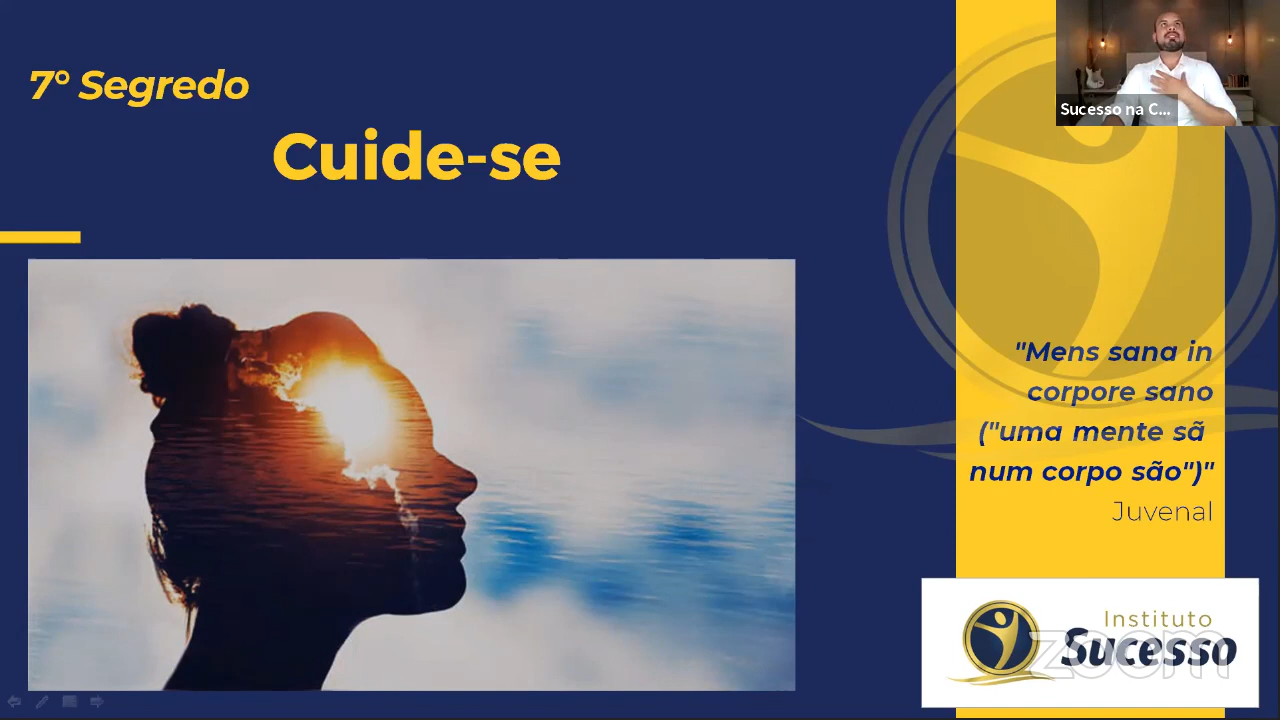 7° Segredo
Cuide-se
Sucesso na C...
"Mens sana in
corpore sano
("uma mente sã
num corpo são")"
Juvenal
Instituto
Sucesso
zoom